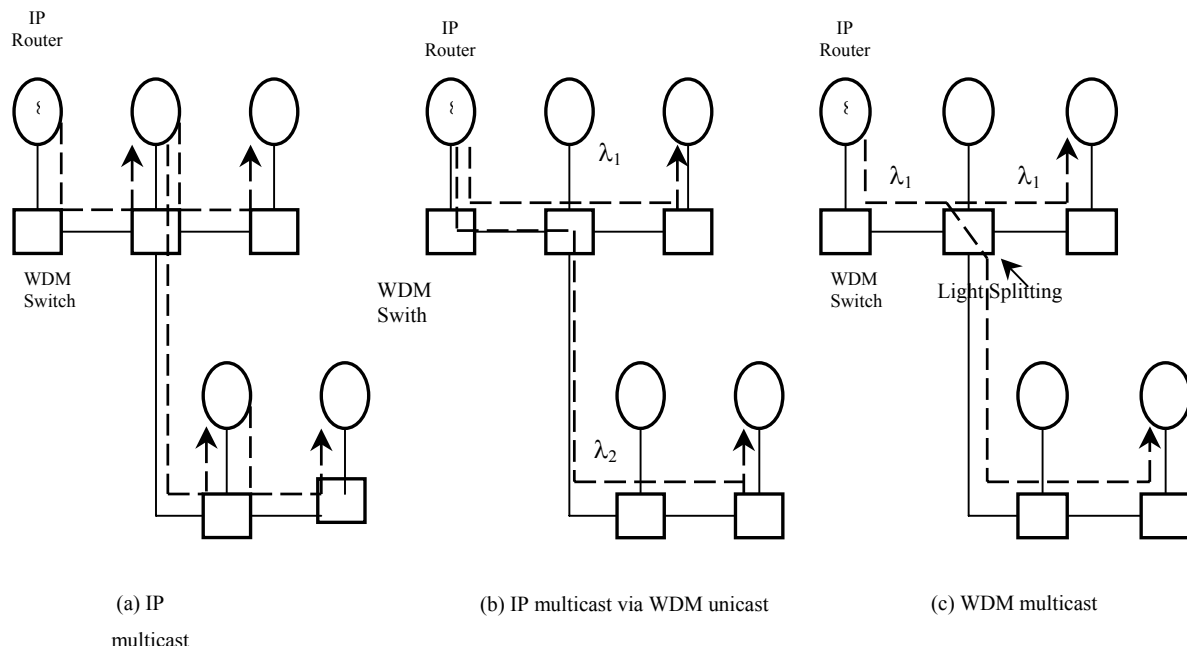 IP
Router
WDM
Switch
(a) IP
multicast
IP
Router
λ1
WDM
Swith
λ2
(b) IP multicast via WDM unicast
IP
Router
λ1
λ1
WDM
Switch
Light Splitting
(c) WDM multicast